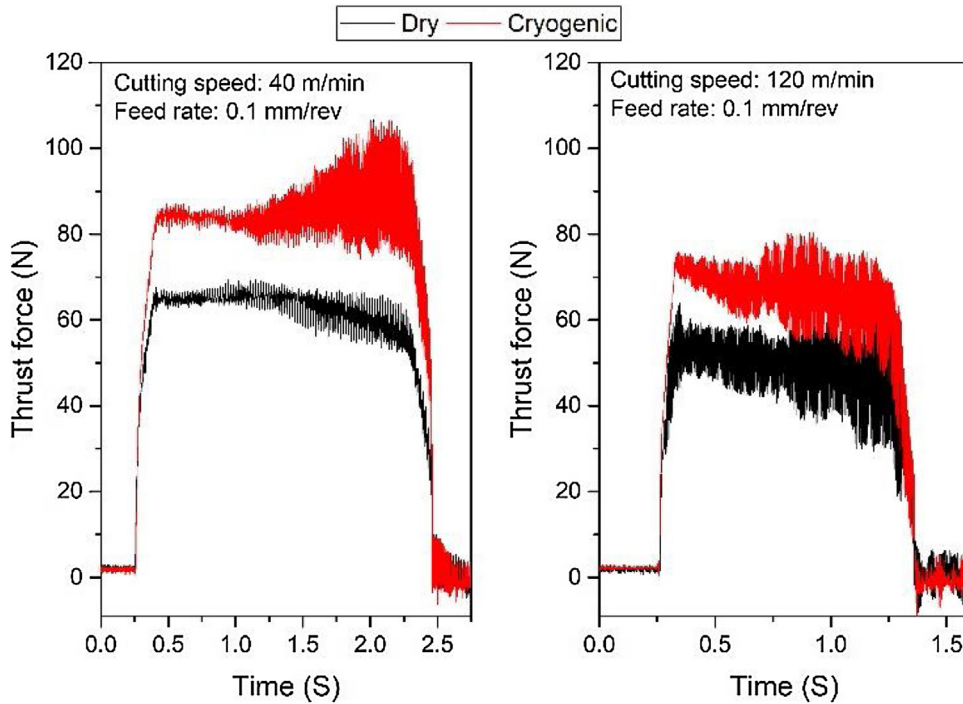 Dry Cryogenic
Cutting speed: 40 m/min
Feed rate: 0.1 mm/rev
120
100
80
60
40
20
0
Thrust force (N)
0.0 0.5 1.0 1.5 2.0 2.5
Time (S)
Cutting speed: 120 m/min
Feed rate: 0.1 mm/rev
120
100
80
60
40
20
0
Thrust force (N)
0.0 0.5 1.0 1.5
Time (S)